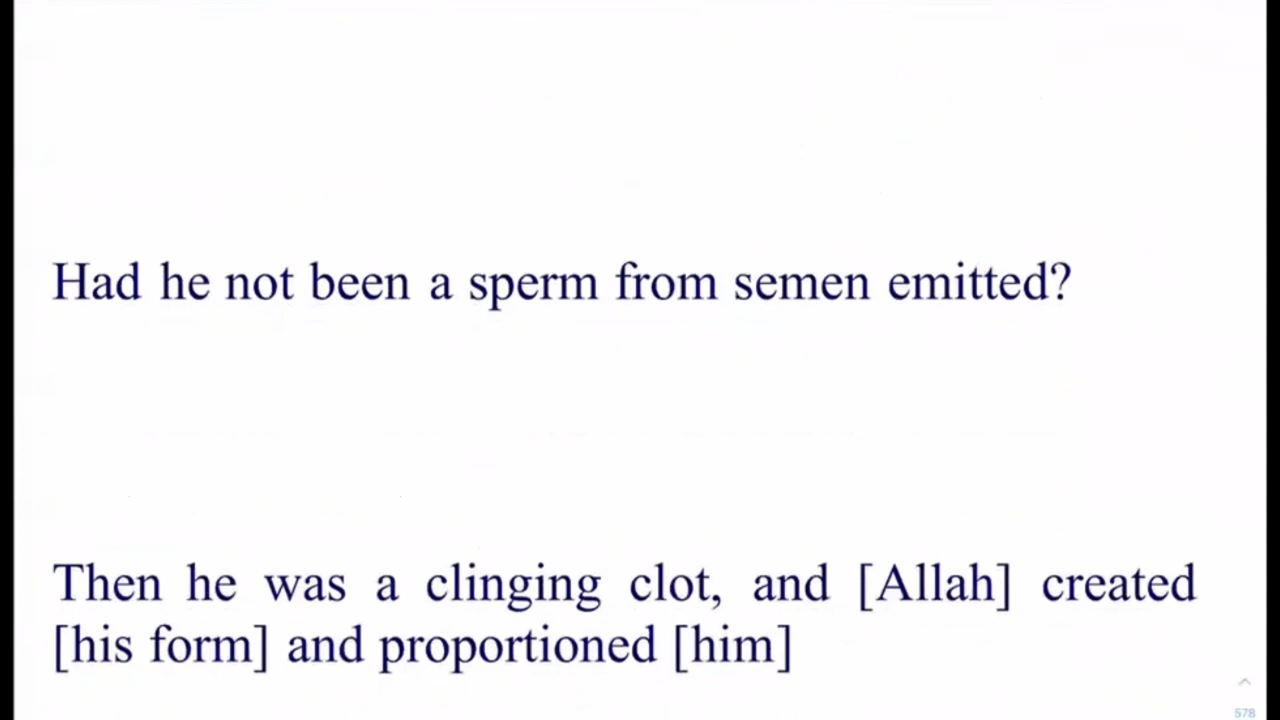 Had he not been a sperm from semen emitted?
Then he was a clinging clot, and [Allah] created
[his form] and proportioned [him]
578